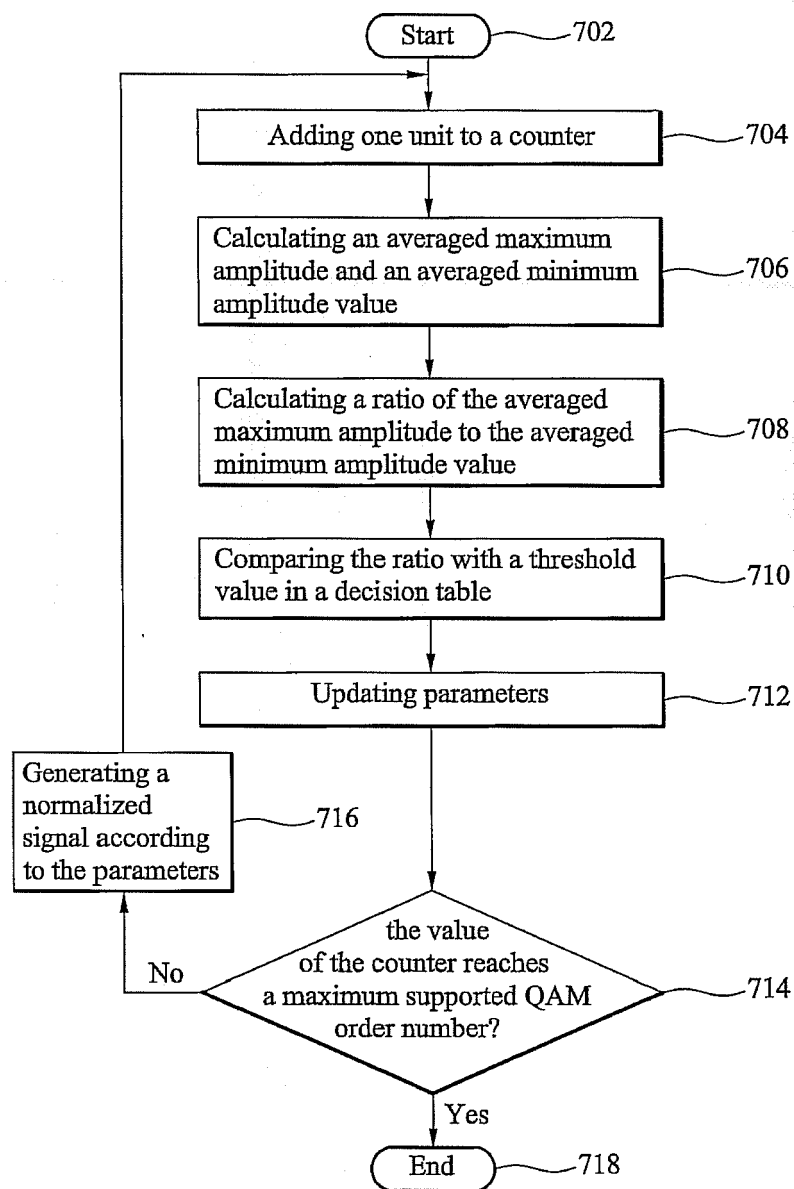 Start
702
Adding one unit to a counter
704
Calculating an averaged maximum
amplitude and an averaged minimum
amplitude value
706
Calculating a ratio of the averaged
maximum amplitude to the averaged
minimum amplitude value
708
Comparing the ratio with a threshold
value in a decision table
710
Updating parameters
712
Generating a
normalized
signal according
to the parameters
716
the value
of the counter reaches
a maximum supported QAM
order number?
714
No
Yes
End
718